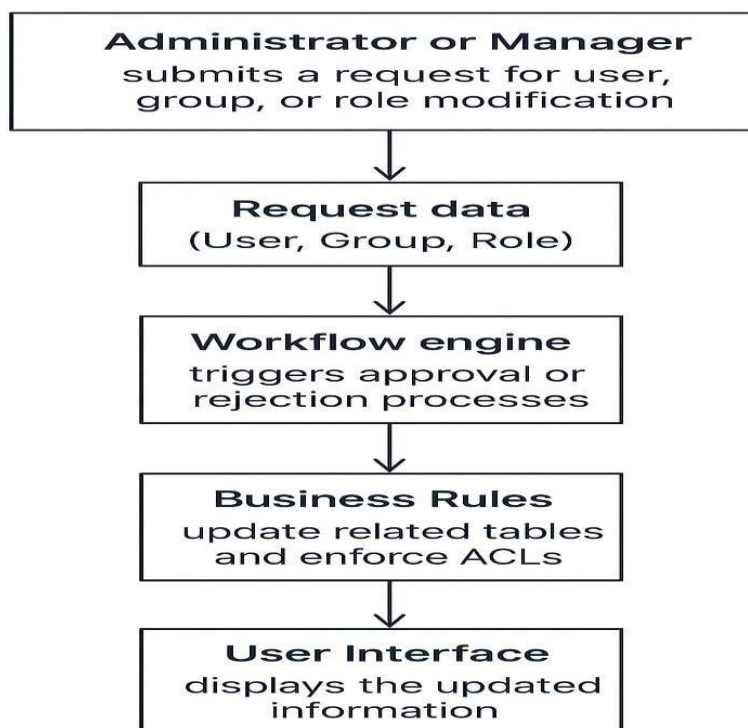 Administrator or Manager
submits a request for user,
group, or role modification
Request data
(User, Group, Role)
Workflow engine
triggers approval or
rejection processes
Business Rules
update related tables
and enforce ACLs
User Interface
displays the updated
information